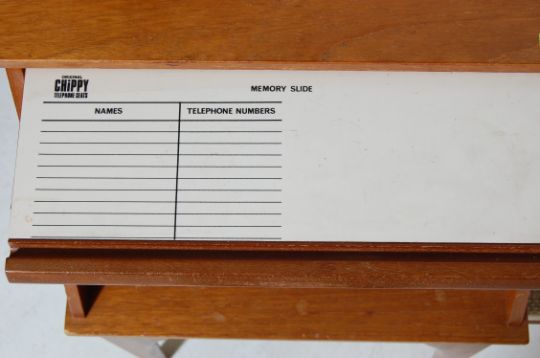 ORIGINAL
CHIPPY
TELEPHONE SEATS
MEMORY SLIDE
NAMES
TELEPHONE NUMBERS